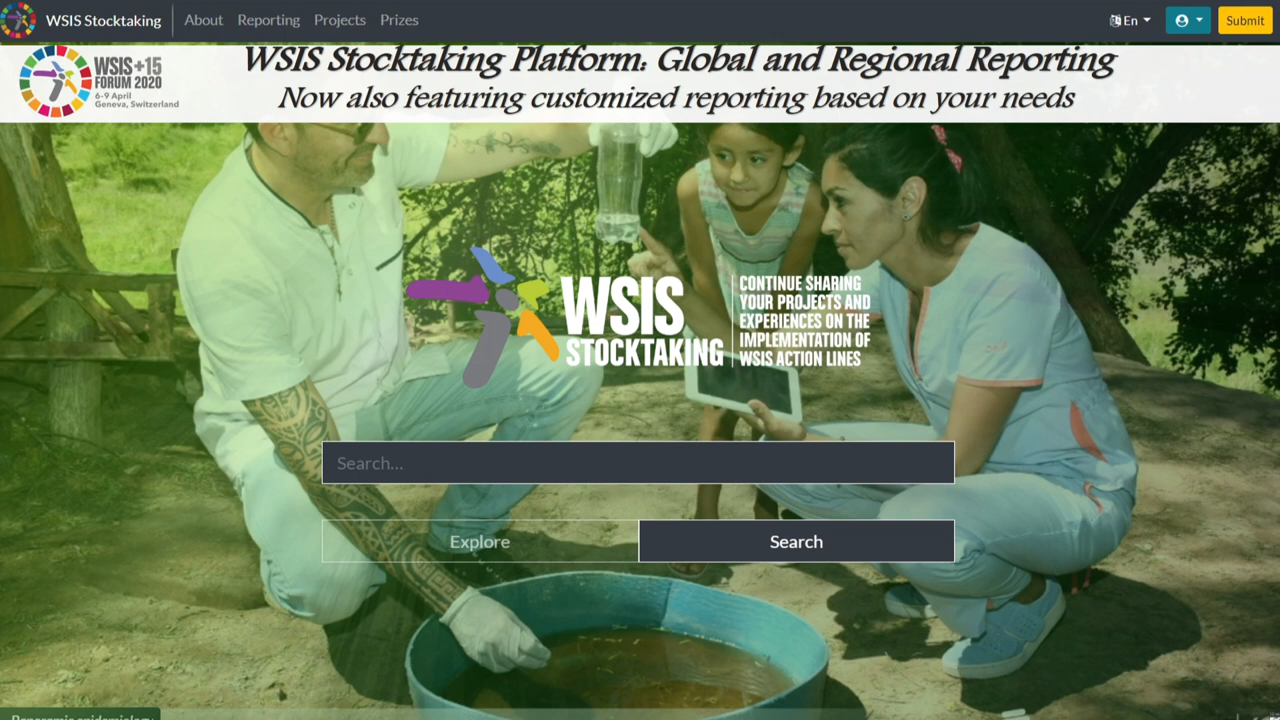 WSIS Stocktaking
About
Reporting
Projects
Prizes
En
Submit
WSIS+15
FORUM 2020
6-9 April
Geneva, Switzerland
WSIS Stocktaking Platform: Global and Regional Reporting
Now also featuring customized reporting based on your needs
WSIS
STOCKTAKING
CONTINUE SHARING
YOUR PROJECTS AND
EXPERIENCES ON THE
IMPLEMENTATION OF
WSIS ACTION LINES
Search...
Explore
Search